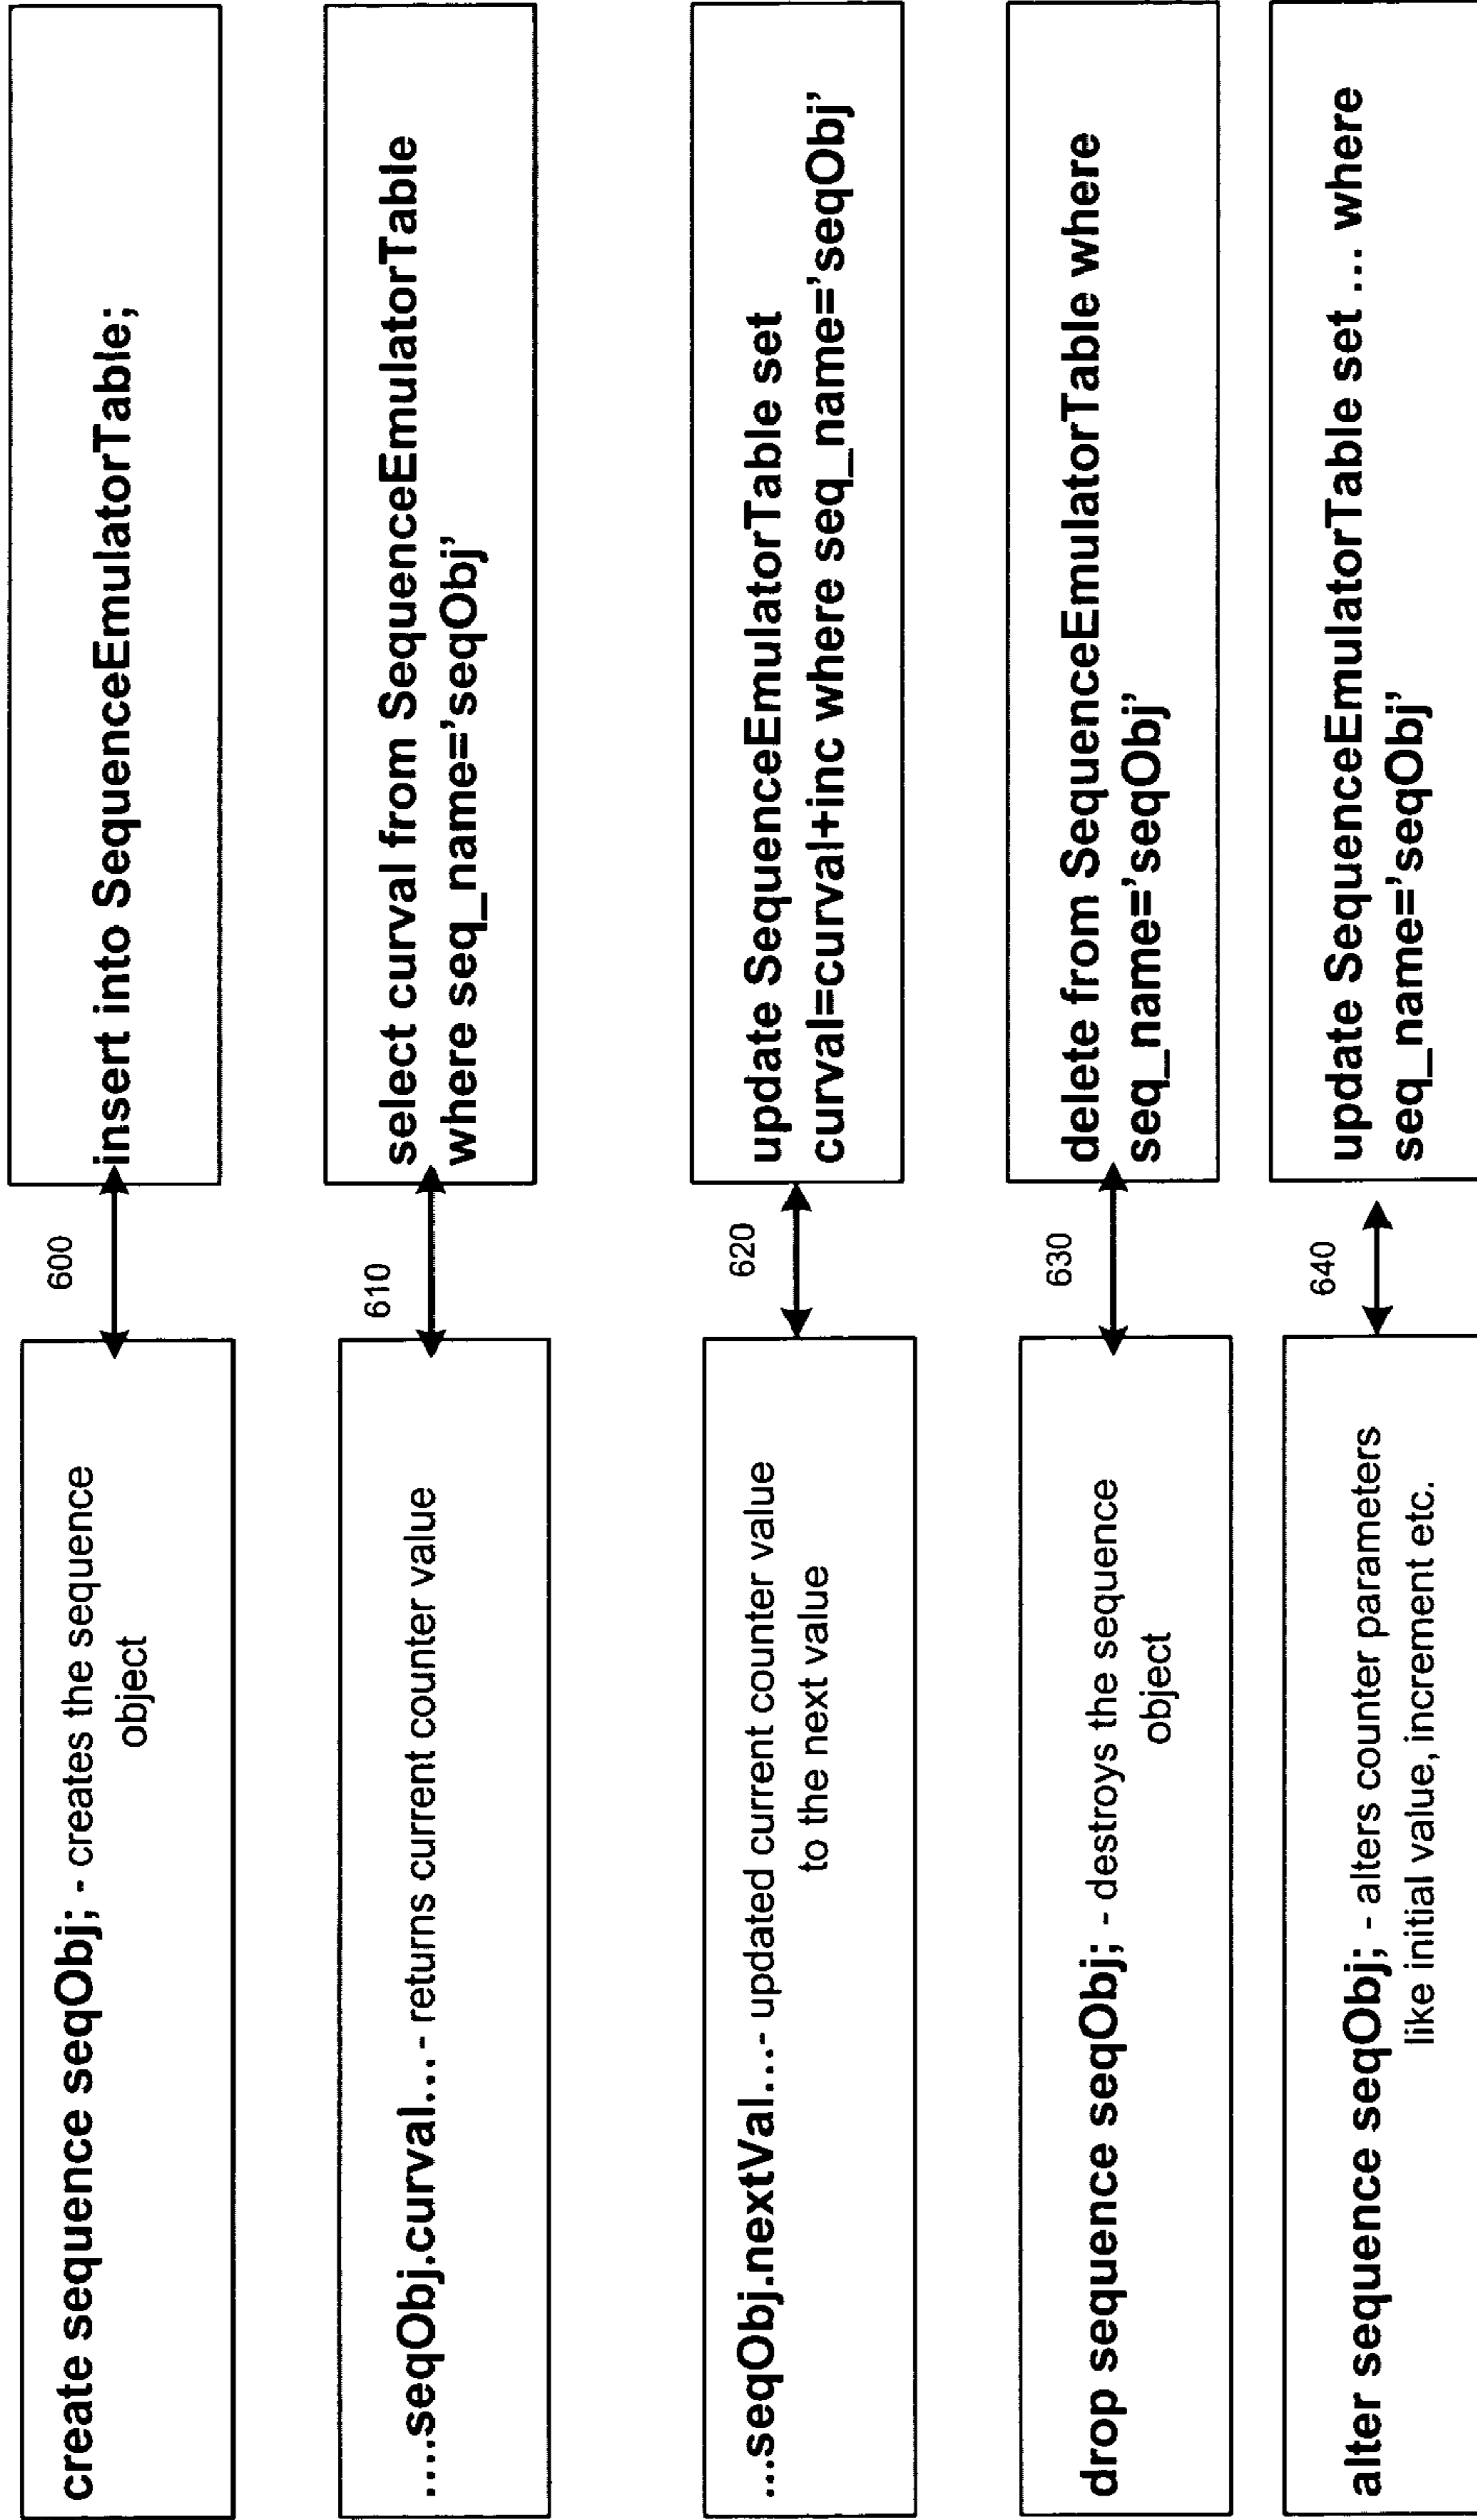 create sequence seqObj; - creates the sequence
object
600
insert into SequenceEmulatorTable;
....seqObj.curval...- returns current counter value
610
select curval from SequenceEmulatorTable
where seq_name='seqObj'
...seqObj.nextVal...- updated current counter value
to the next value
620
update SequenceEmulatorTable set
curval=curval+inc where seq_name='seqObj'
drop sequence seqObj; - destroys the sequence
object
630
delete from SequenceEmulatorTable where
seq_name='seqObj'
alter sequence seqObj; - alters counter parameters
like initial value, increment etc.
640
update SequenceEmulatorTable set ... where
seq_name='seqObj'